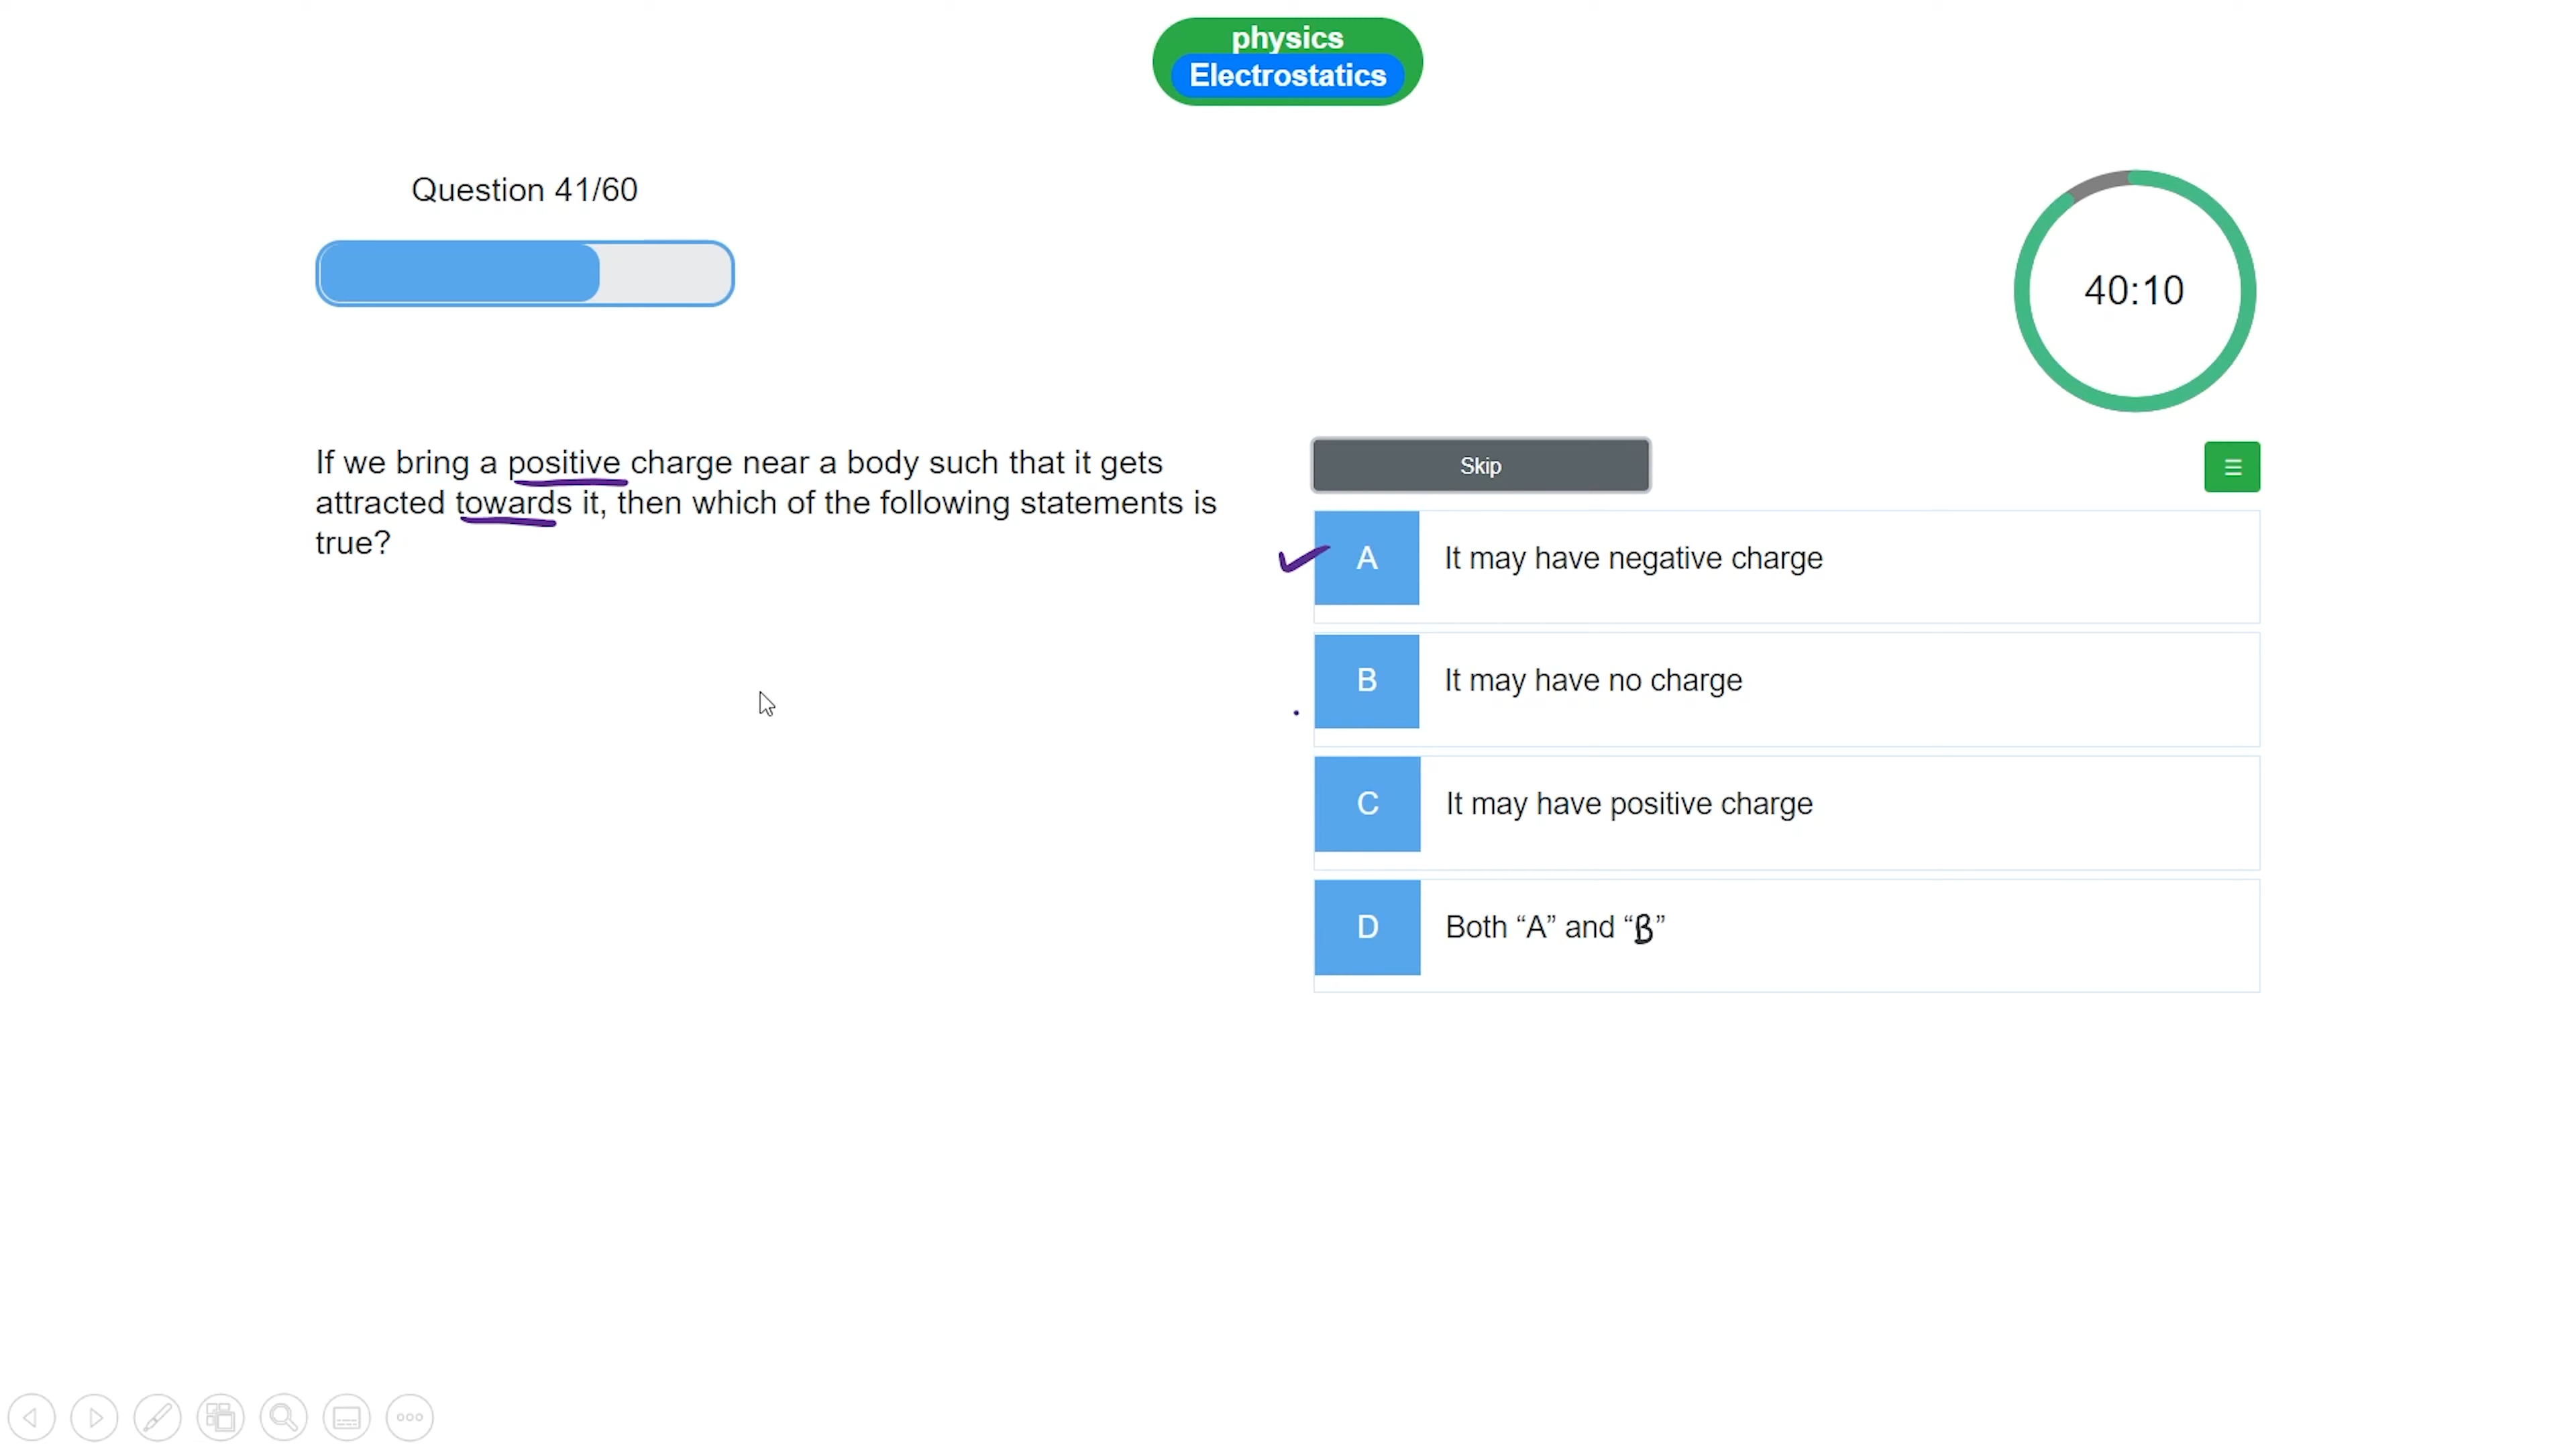 physics
Electrostatics
Question 41/60
40:10
If we bring a positive charge near a body such that it gets
attracted towards it, then which of the following statements is
true?
Skip
A It may have negative charge
B It may have no charge
C It may have positive charge
D Both “A” and “B”